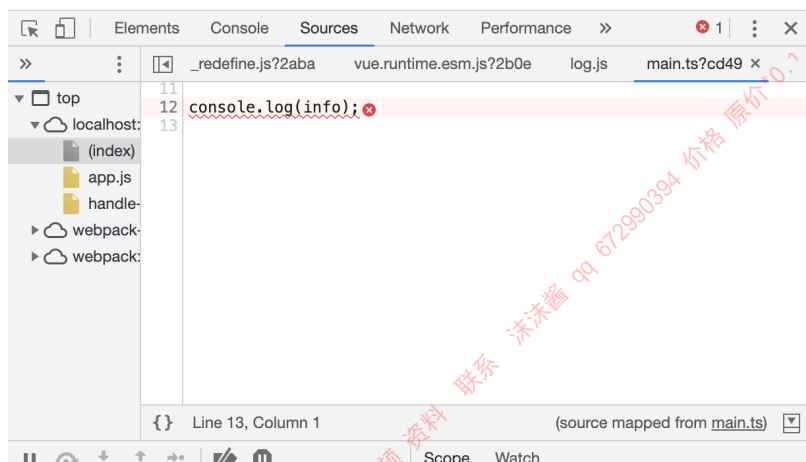 Elements Console Sources Network Performance » 1
» _redefine.js?2aba vue.runtime.esm.js?2b0e log.js main.ts?cd49 ×
top
localhost:
(index)
app.js
handle-
webpack-
webpack:
11
12 console.log(info);
13
资料 联系 沫沫酱 qq 672990394 价格 原价*0.1
{} Line 13, Column 1 (source mapped from main.ts)
Scope Watch